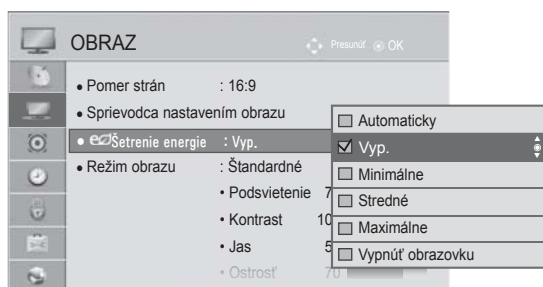 OBRAZ
Presunúť OK
• Pomer strán : 16:9
• Sprievodca nastavením obrazu
• Šetrenie energie : Vyp.
• Režim obrazu : Štandardné
• Podsvietenie 7
• Kontrast 10
• Jas 5
• Ostrosť 70
Automaticky
Vyp.
Minimálne
Stredné
Maximálne
Vypnúť obrazovku